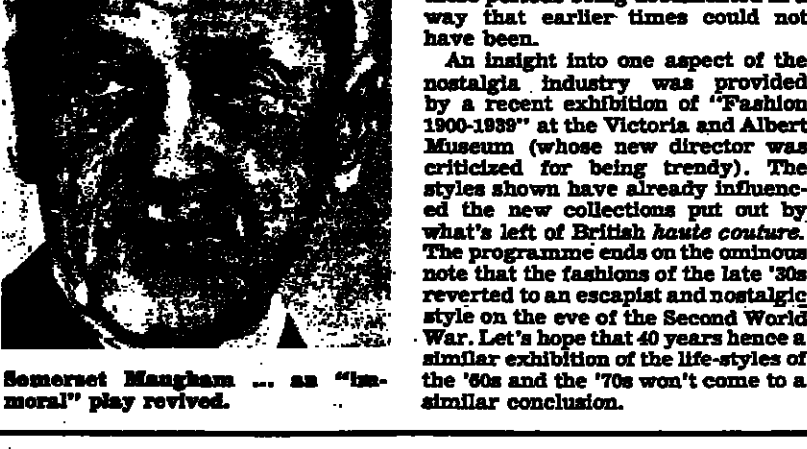 Somerset Maugham ... an "im-
moral" play revived.
way that earlier times could not
have been.
An insight into one aspect of the
nostalgia industry was provided
by a recent exhibition of "Fashion
1900-1939" at the Victoria and Albert
Museum (whose new director was
criticized for being trendy). The
styles shown have already influenc-
ed the new collections put out by
what's left of British haute couture.
The programme ends on the ominous
note that the fashions of the late '30s
reverted to an escapist and nostalgic
style on the eve of the Second World
War. Let's hope that 40 years hence a
similar exhibition of the life-styles of
the '60s and the '70s won't come to a
similar conclusion.